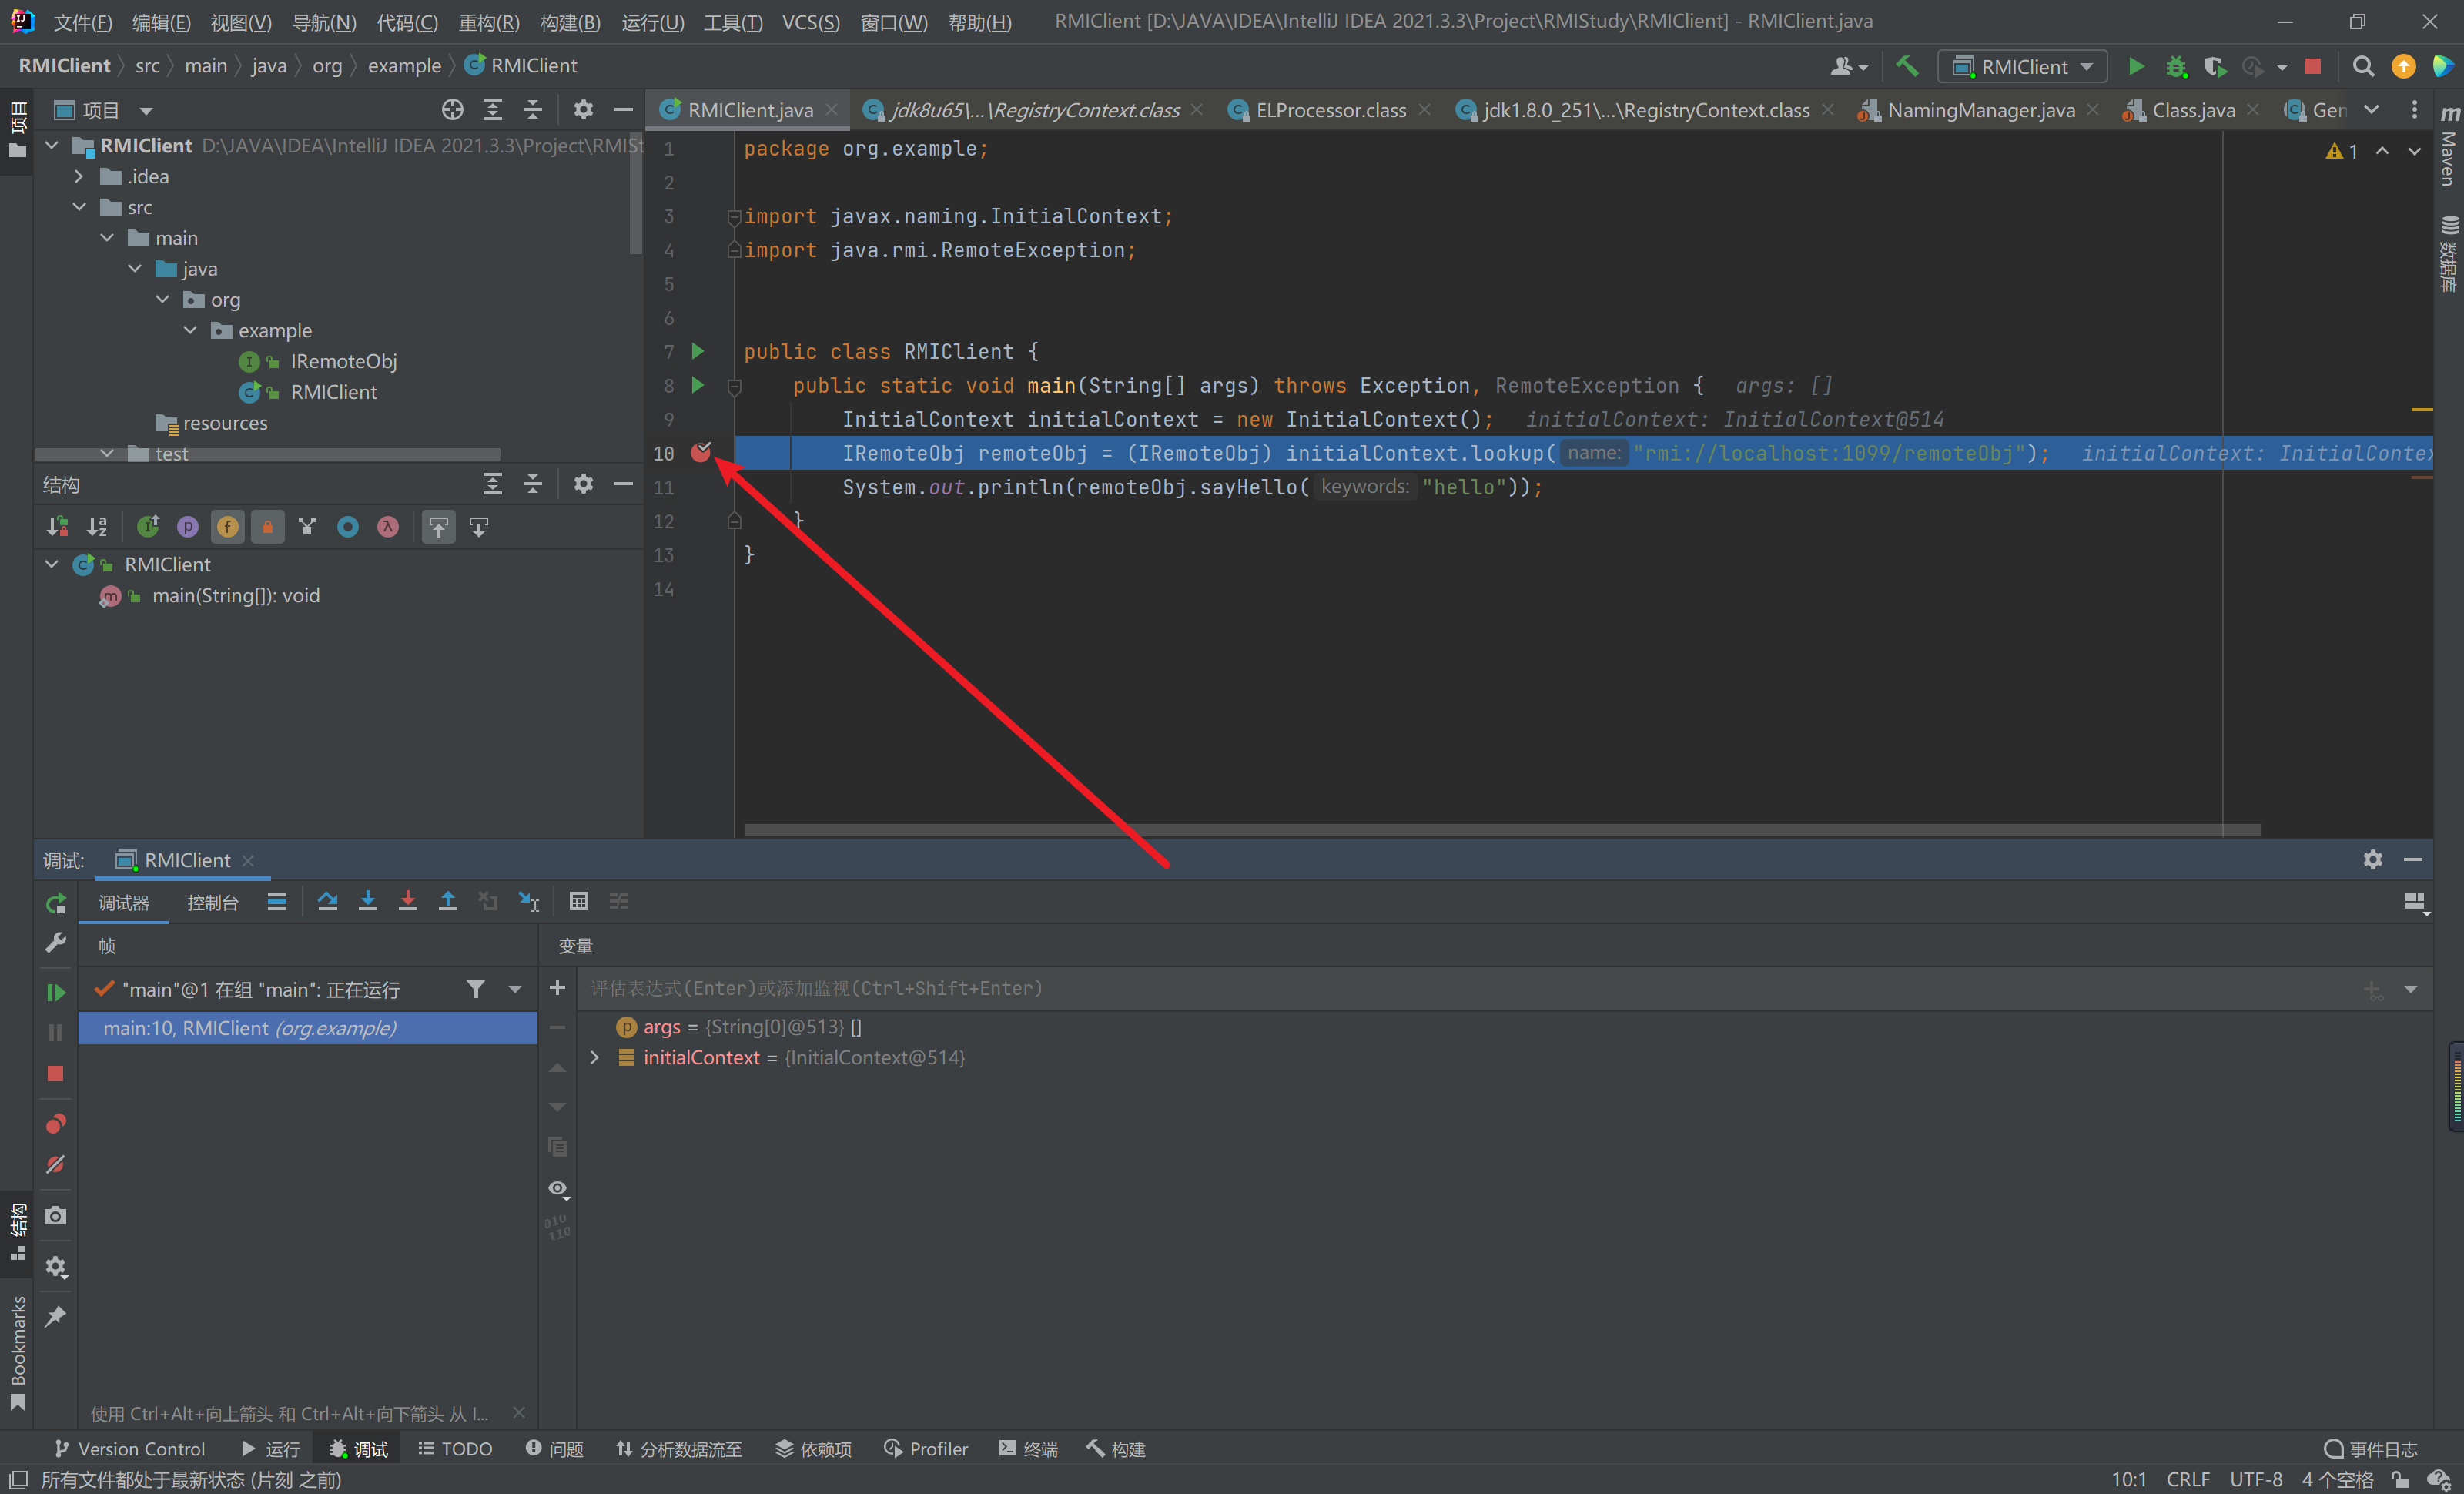 文件(F) 编辑(E) 视图(V) 导航(N) 代码(C) 重构(R) 构建(B) 运行(U) 工具(T) VCS(S) 窗口(W) 帮助(H) RMIClient [D:\JAVA\IDEA\IntelliJ IDEA 2021.3.3\Project\RMIStudy\RMIClient] - RMIClient.java
RMIClient src main java org example RMIClient RMIClient
项目
项目
RMIClient D:\JAVA\IDEA\IntelliJ IDEA 2021.3.3\Project\RMISt
.idea
src
main
java
org
example
IRemoteObj
RMIClient
resources
test
结构
RMIClient
main(String[]): void
RMIClient.java jdk8u65\...\RegistryContext.class ELProcessor.class jdk1.8.0_251\...\RegistryContext.class NamingManager.java Class.java Ger
1 package org.example;
2
3 import javax.naming.InitialContext;
4 import java.rmi.RemoteException;
5
6
7 public class RMIClient {
8 public static void main(String[] args) throws Exception, RemoteException { args: []
9 InitialContext initialContext = new InitialContext(); initialContext: InitialContext@514
10 IRemoteObj remoteObj = (IRemoteObj) initialContext.lookup( name: "rmi://localhost:1099/remoteObj"); initialContext: InitialContex
11 System.out.println(remoteObj.sayHello( keywords: "hello"));
12 }
13 }
14
1
Maven
数据库
调试: RMIClient
调试器 控制台
帧
变量
"main"@1 在组 "main": 正在运行
评估表达式(Enter)或添加监视(Ctrl+Shift+Enter)
main:10, RMIClient (org.example)
args = {String[0]@513} []
initialContext = {InitialContext@514}
结构
Bookmarks
使用 Ctrl+Alt+向上箭头 和 Ctrl+Alt+向下箭头 从 I...
Version Control 运行 调试 TODO 问题 分析数据流至 依赖项 Profiler 终端 构建 事件日志
所有文件都处于最新状态 (片刻 之前) 10:1 CRLF UTF-8 4 个空格